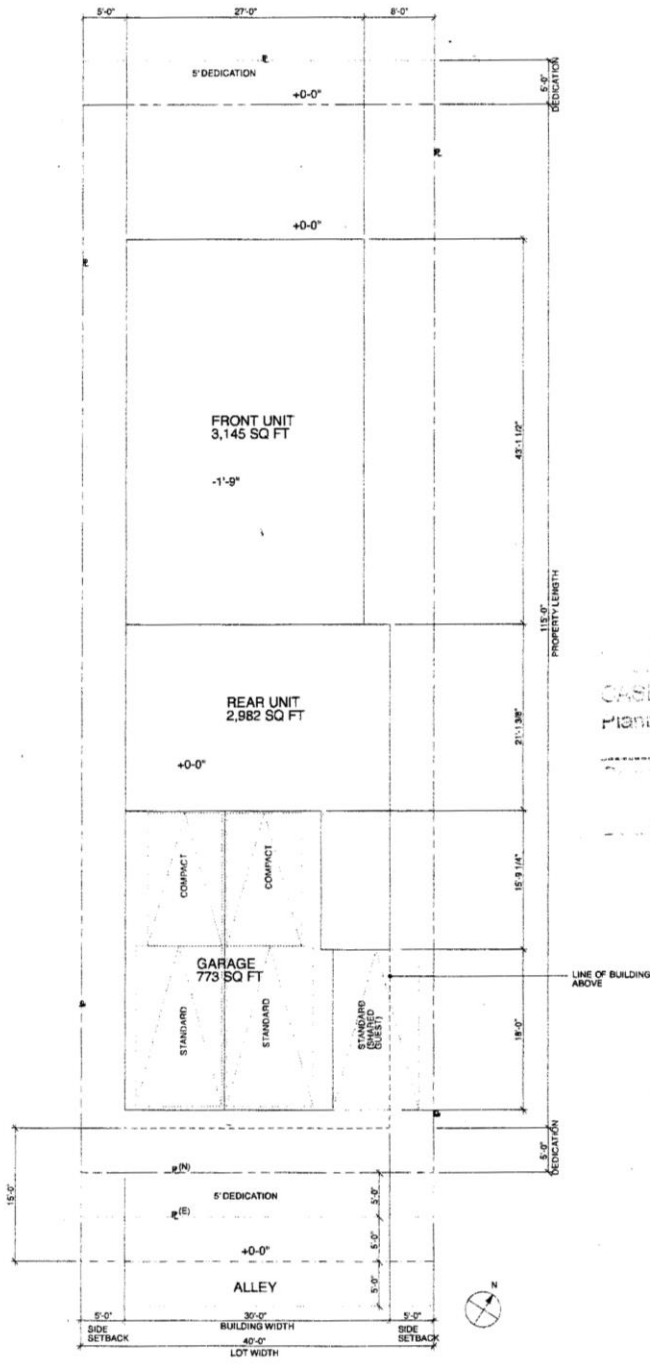 5'-0"
27'-0"
8'-0"
5' DEDICATION
5'-0"
DEDICATION
+0-0"
+0-0"
FRONT UNIT
3,145 SQ FT
-1'-9"
43'-1 1/2"
115'-0"
PROPERTY LENGTH
REAR UNIT
2,982 SQ FT
+0-0"
21'-1 3/8"
COMPACT
COMPACT
15'-9 1/4"
GARAGE
773 SQ FT
STANDARD
STANDARD
STANDARD
(SHARED
GUEST)
LINE OF BUILDING
ABOVE
18'-0"
5'-0"
DEDICATION
15'-0"
(N)
5' DEDICATION
5'-0"
(E)
+0-0"
5'-0"
ALLEY
5'-0"
N
5'-0"
30'-0"
5'-0"
SIDE
SETBACK
BUILDING WIDTH
SIDE
SETBACK
40'-0"
LOT WIDTH